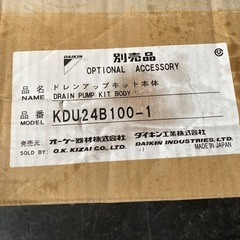 DAIKIN
別売品
OPTIONAL ACCESSORY
品名 ドレンアップキット本体
NAME DRAIN PUMP KIT BODY
品番 KDU24B100-1
MODEL
発売元 オーケー器材株式会社 ダイキン工業株式会社
SOLD BY: O.K. KIZAI CO., LTD. DAIKIN INDUSTRIES, LTD.
MADE IN JAPAN